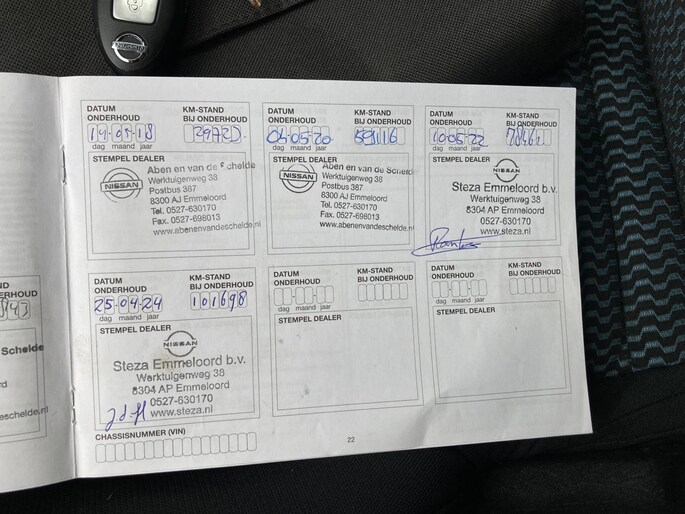 DATUM ONDERHOUD
KM-STAND BIJ ONDERHOUD
14-05-18
dag maand jaar
STEMPEL DEALER
NISSAN
Aben en van de Schelde
Werktuigenweg 38
Postbus 387
8300 AJ Emmeloord
Tel. 0527-630170
Fax. 0527-698013
www.abenenvandeschelde.nl
DATUM ONDERHOUD
KM-STAND BIJ ONDERHOUD
04-05-20
59116
dag maand jaar
STEMPEL DEALER
NISSAN
Aben en van de Schelde
Werktuigenweg 38
Postbus 387
8300 AJ Emmeloord
Tel. 0527-630170
Fax. 0527-698013
www.abenenvandeschelde.nl
DATUM ONDERHOUD
KM-STAND BIJ ONDERHOUD
10-05-22
dag maand jaar
STEMPEL DEALER
NISSAN
Steza Emmeloord b.v.
Werktuigenweg 38
8304 AP Emmeloord
0527-630170
www.steza.nl
DATUM ONDERHOUD
KM-STAND BIJ ONDERHOUD
25-04-24
101698
dag maand jaar
STEMPEL DEALER
NISSAN
Steza Emmeloord b.v.
Werktuigenweg 38
8304 AP Emmeloord
0527-630170
www.steza.nl
DATUM ONDERHOUD
KM-STAND BIJ ONDERHOUD
dag maand jaar
STEMPEL DEALER
DATUM ONDERHOUD
KM-STAND BIJ ONDERHOUD
dag maand jaar
STEMPEL DEALER
CHASSISNUMMER (VIN)
22